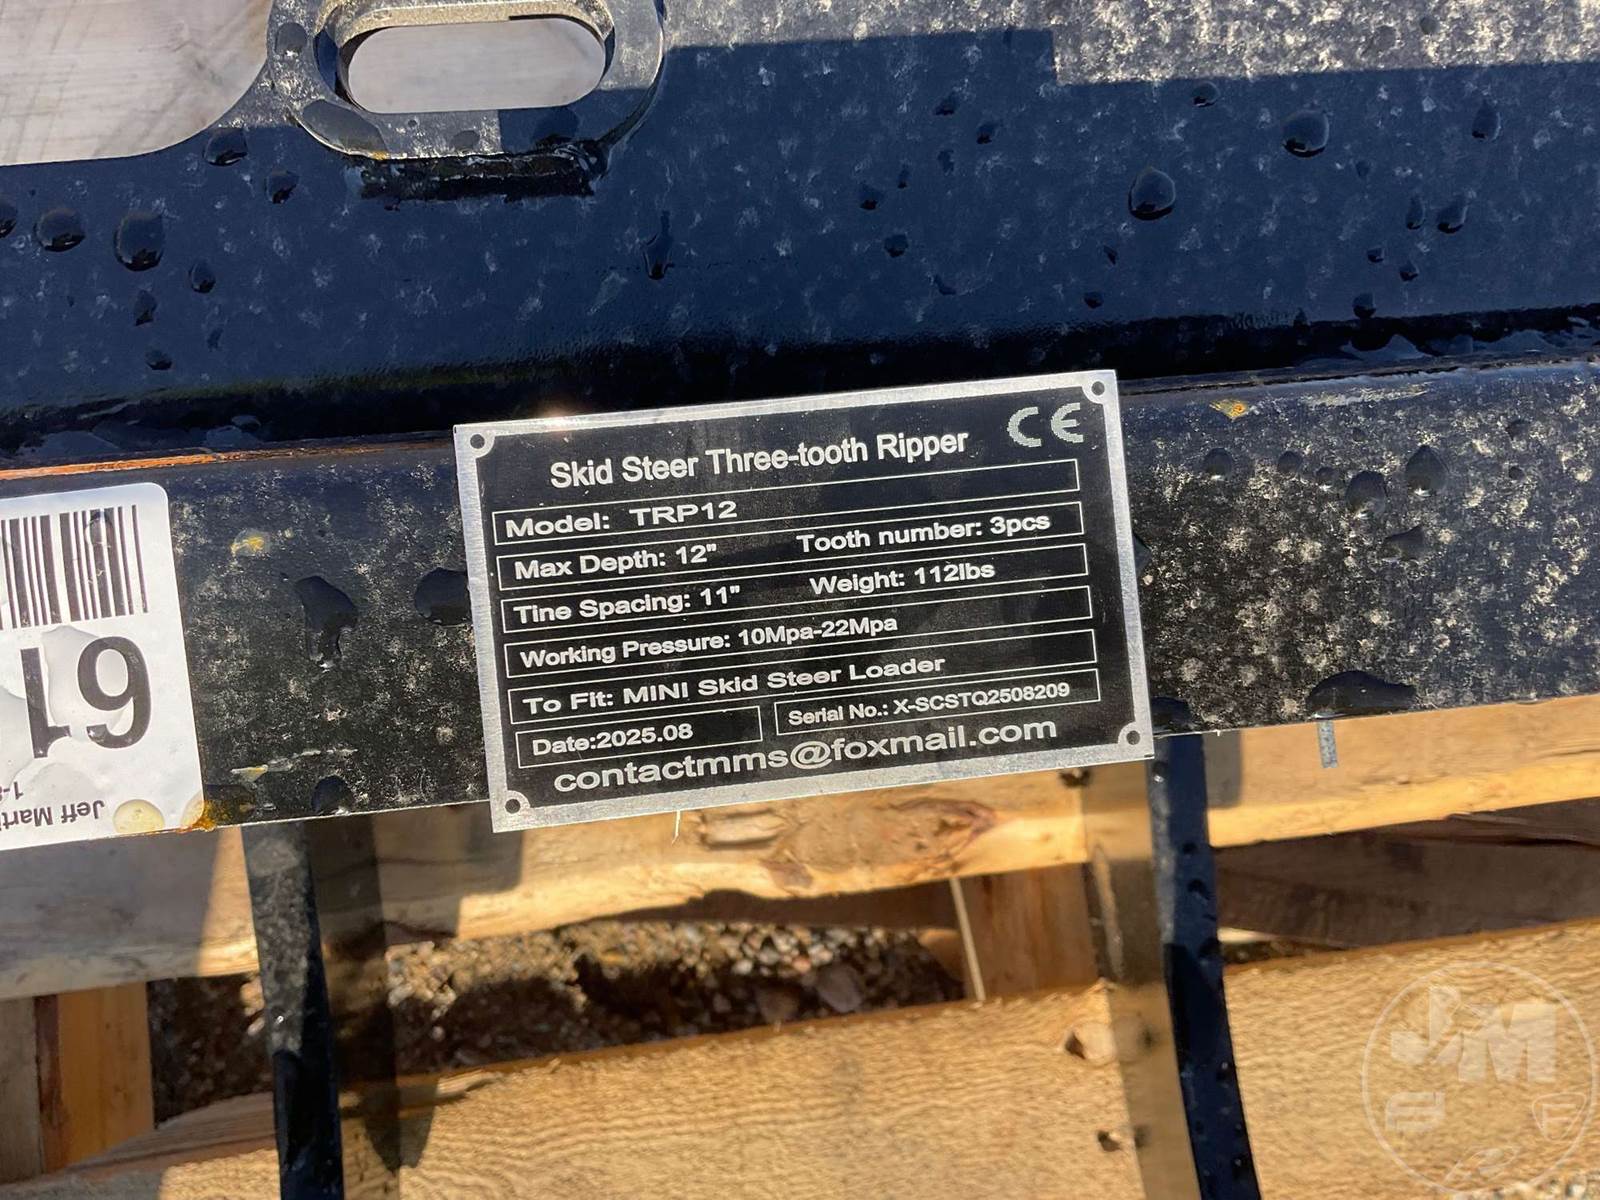 CE
Skid Steer Three-tooth Ripper
Model: TRP12
Max Depth: 12" Tooth number: 3pcs
Tine Spacing: 11" Weight: 112lbs
Working Pressure: 10Mpa-22Mpa
To Fit: MINI Skid Steer Loader
Date:2025.08 Serial No.: X-SCSTQ2508209
contactmms@foxmail.com
61
Jeff
J&M